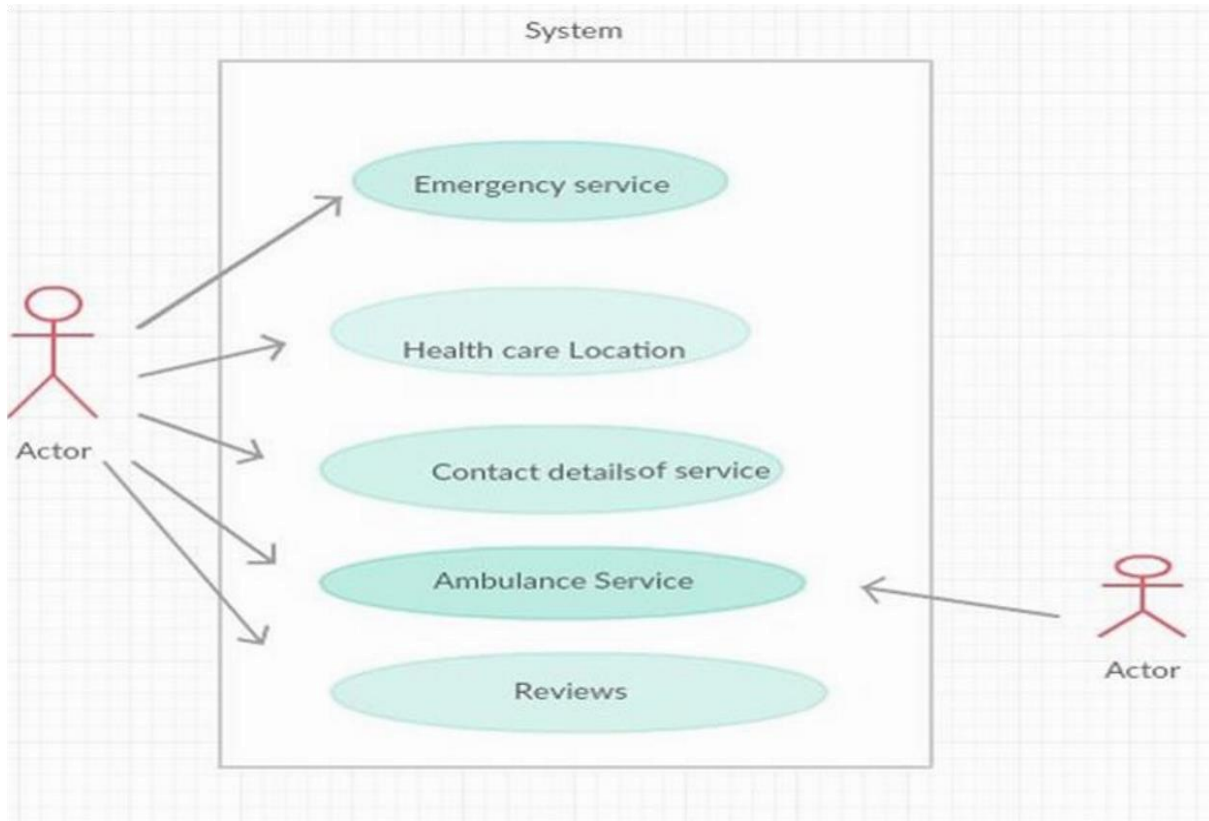 System
Emergency service
Health care Location
Actor
Contact detailsof service
Ambulance Service
Actor
Reviews